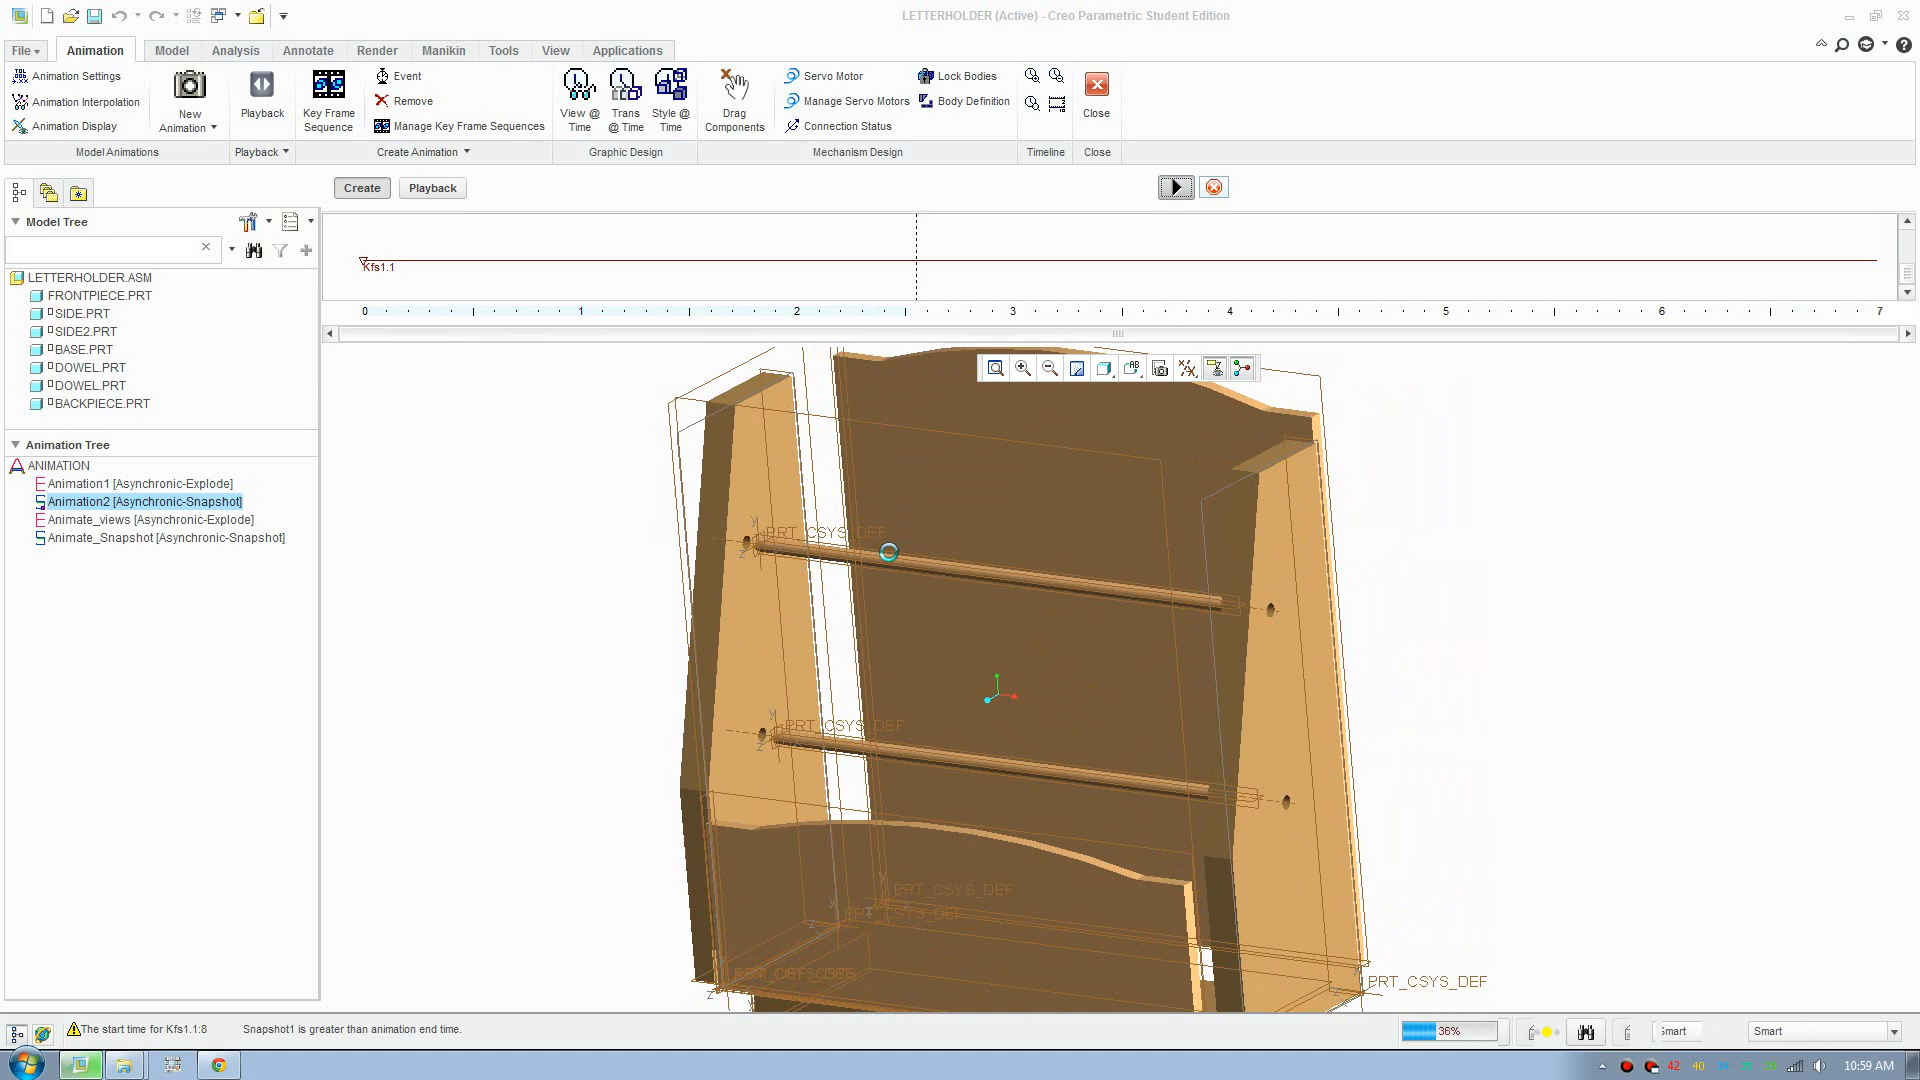 LETTERHOLDER (Active) - Creo Parametric Student Edition
File
Animation
Model
Analysis
Annotate
Render
Manikin
Tools
View
Applications
Animation Settings
Animation Interpolation
Animation Display
New
Animation
Playback
Key Frame
Sequence
Event
Remove
Manage Key Frame Sequences
View @
Time
Trans
@ Time
Style @
Time
Drag
Components
Servo Motor
Manage Servo Motors
Connection Status
Lock Bodies
Body Definition
Close
Model Animations
Playback
Create Animation
Graphic Design
Mechanism Design
Timeline
Close
Create
Playback
Model Tree
Kfs1.1
0 1 2 3 4 5 6 7
LETTERHOLDER.ASM
FRONTPIECE.PRT
SIDE.PRT
SIDE2.PRT
BASE.PRT
DOWEL.PRT
DOWEL.PRT
BACKPIECE.PRT
Animation Tree
ANIMATION
Animation1 [Asynchronic-Explode]
Animation2 [Asynchronic-Snapshot]
Animate_views [Asynchronic-Explode]
Animate_Snapshot [Asynchronic-Snapshot]
PRT_CSYS_DEF
PRT_CSYS_DEF
PRT_CSYS_DEF
PRT_CSYS_DEF
PRT_CSYS_DEF
The start time for Kfs1.1:8 Snapshot1 is greater than animation end time.
36%
Smart
Smart
42 40
10:59 AM